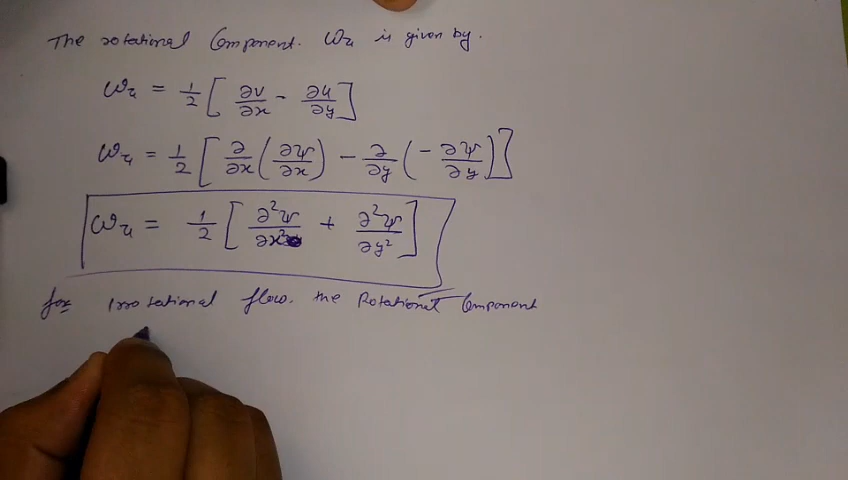 The rotational Component. ωz is given by.
ωz = 1/2 [ ∂v/∂x - ∂u/∂y ]
ωz = 1/2 [ ∂/∂x ( ∂ψ/∂x ) - ∂/∂y ( - ∂ψ/∂y ) ]
ωz = 1/2 [ ∂²ψ/∂x² + ∂²ψ/∂y² ]
for irrotational flow. the Rotational Component